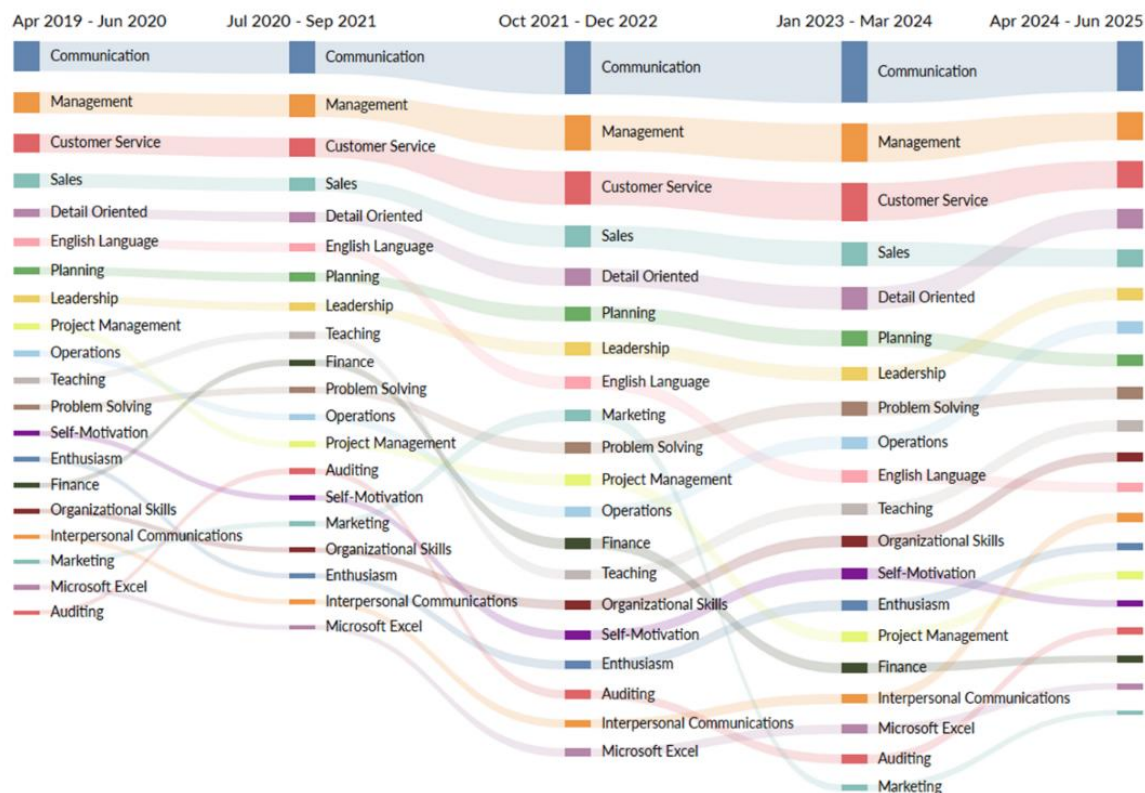 Apr 2019 - Jun 2020
Jul 2020 - Sep 2021
Oct 2021 - Dec 2022
Jan 2023 - Mar 2024
Apr 2024 - Jun 2025
Communication
Management
Customer Service
Sales
Detail Oriented
English Language
Planning
Leadership
Project Management
Operations
Teaching
Problem Solving
Self-Motivation
Enthusiasm
Finance
Organizational Skills
Interpersonal Communications
Marketing
Microsoft Excel
Auditing
Communication
Management
Customer Service
Sales
Detail Oriented
English Language
Planning
Leadership
Teaching
Finance
Problem Solving
Operations
Project Management
Auditing
Self-Motivation
Marketing
Organizational Skills
Enthusiasm
Interpersonal Communications
Microsoft Excel
Communication
Management
Customer Service
Sales
Detail Oriented
Planning
Leadership
English Language
Marketing
Problem Solving
Project Management
Operations
Finance
Teaching
Organizational Skills
Self-Motivation
Enthusiasm
Auditing
Interpersonal Communications
Microsoft Excel
Communication
Management
Customer Service
Sales
Detail Oriented
Planning
Leadership
Problem Solving
Operations
English Language
Teaching
Organizational Skills
Self-Motivation
Enthusiasm
Project Management
Finance
Interpersonal Communications
Microsoft Excel
Auditing
Marketing